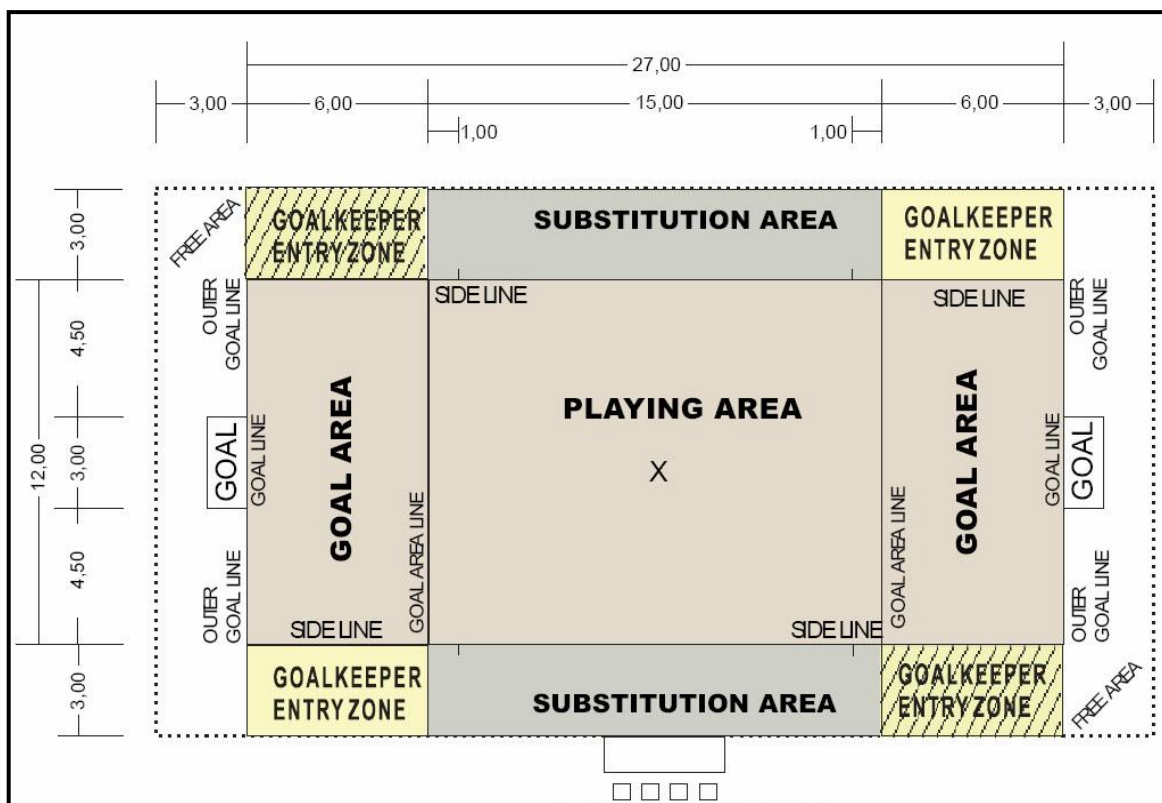 27,00
3,00
6,00
15,00
6,00
3,00
1,00
1,00
FREE AREA
GOALKEEPER
ENTRY ZONE
SUBSTITUTION AREA
GOALKEEPER
ENTRY ZONE
3,00
OUTER
GOAL LINE
SIDE LINE
SIDE LINE
OUTER
GOAL LINE
4,50
12,00
3,00
GOAL
GOAL LINE
GOAL AREA
GOAL AREA LINE
PLAYING AREA
X
GOAL AREA LINE
GOAL AREA
GOAL LINE
GOAL
4,50
OUTER
GOAL LINE
SIDE LINE
SIDE LINE
OUTER
GOAL LINE
3,00
GOALKEEPER
ENTRY ZONE
SUBSTITUTION AREA
GOALKEEPER
ENTRY ZONE
FREE AREA